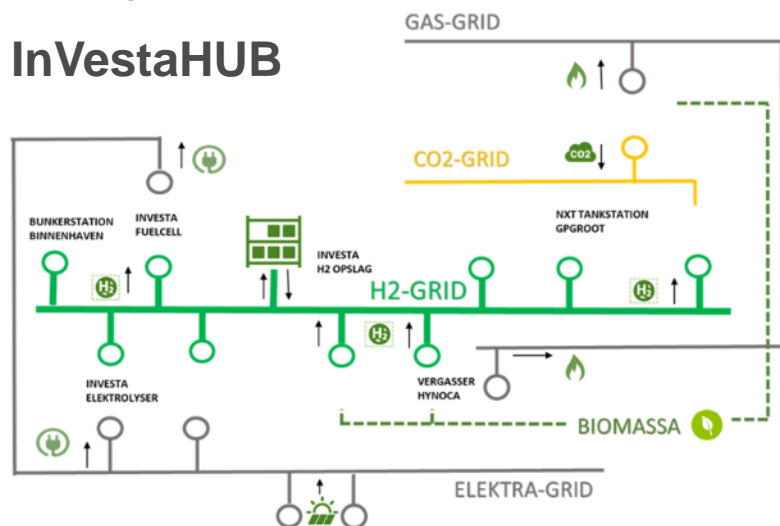 GAS-GRID
InVestaHUB
CO2-GRID
CO2
BUNKERSTATION
BINNENHAVEN
INVESTA
FUELCELL
INVESTA
H2 OPSLAG
NXT TANKSTATION
GPGROOT
H2
H2-GRID
H2
H2
INVESTA
ELEKTROLYSER
VERGASSER
HYNOCA
BIOMASSA
ELEKTRA-GRID